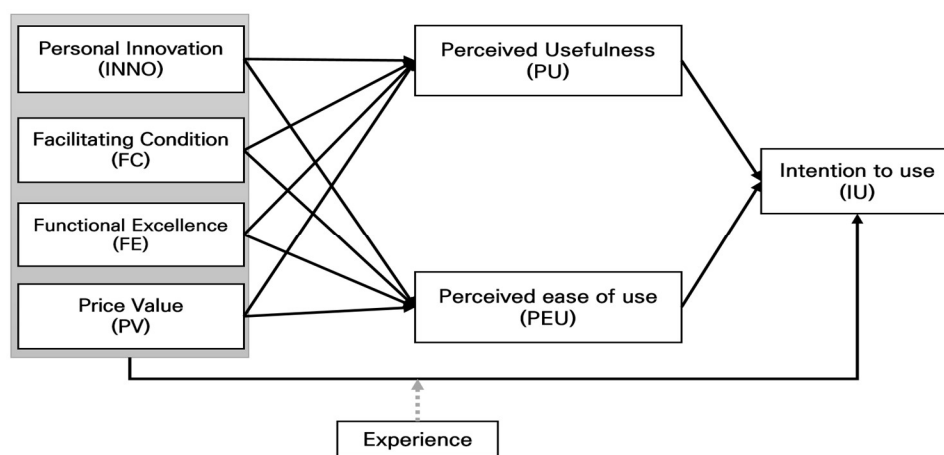 Personal Innovation
(INNO)
Facilitating Condition
(FC)
Functional Excellence
(FE)
Price Value
(PV)
Perceived Usefulness
(PU)
Perceived ease of use
(PEU)
Intention to use
(IU)
Experience